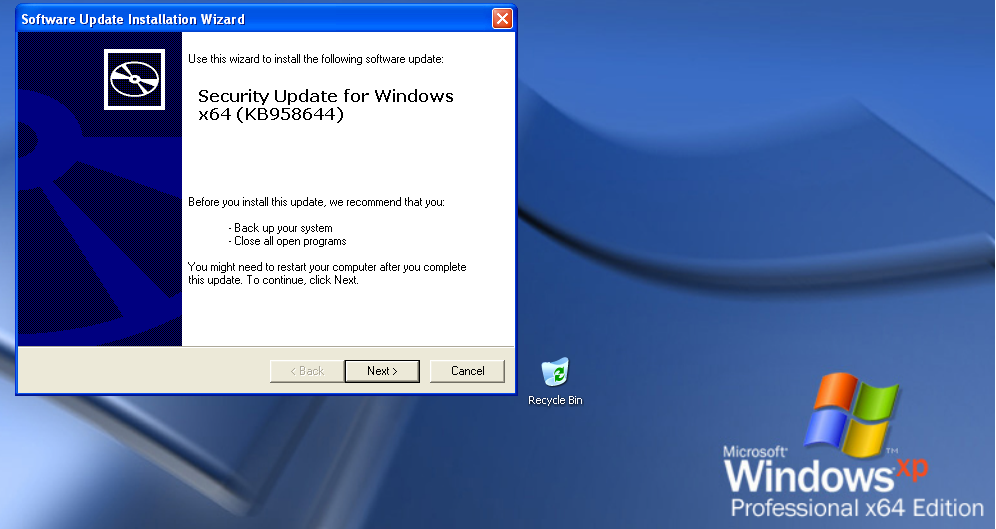 Software Update Installation Wizard
Use this wizard to install the following software update:
Security Update for Windows
x64 (KB958644)
Before you install this update, we recommend that you:
- Back up your system
- Close all open programs
You might need to restart your computer after you complete
this update. To continue, click Next.
< Back
Next >
Cancel
Recycle Bin
Microsoft®
Windows xp™
Professional x64 Edition